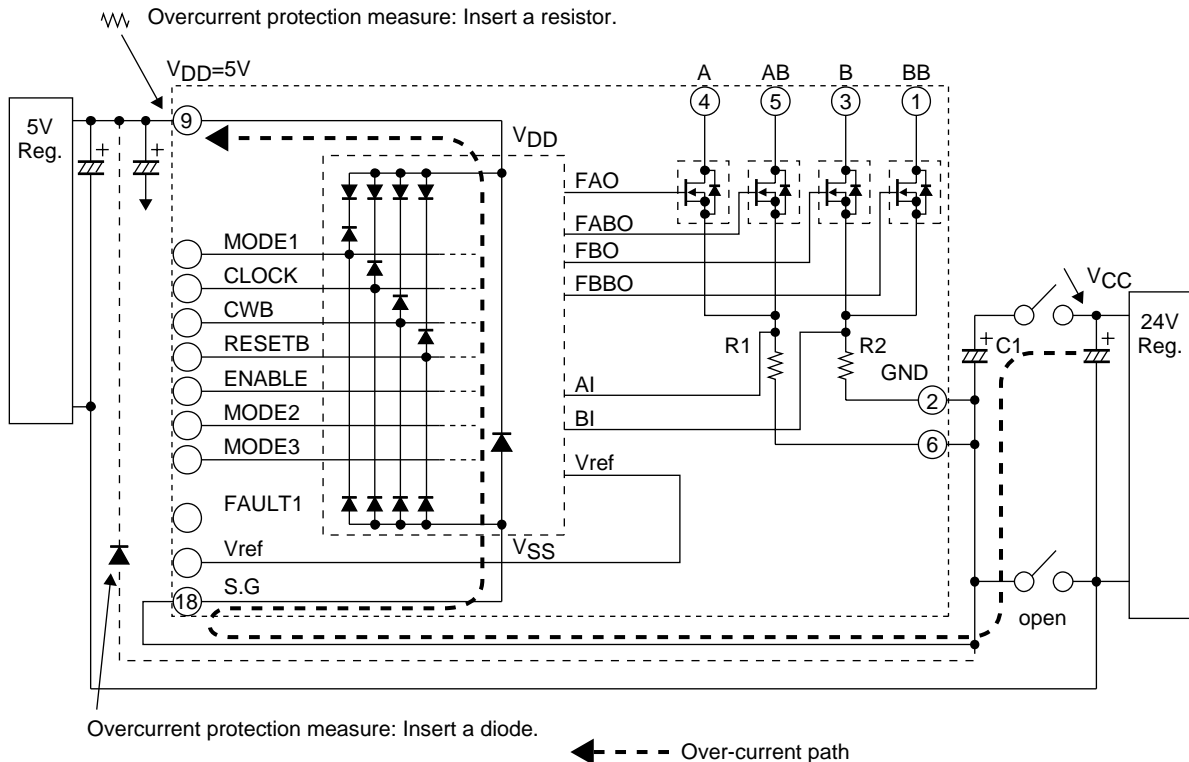 Overcurrent protection measure: Insert a resistor.
VDD=5V
A AB B BB
4 5 3 1
5V
Reg.
+ +
9
VDD
FAO
FABO
FBO
FBBO
MODE1
CLOCK
CWB
RESETB
ENABLE
MODE2
MODE3
FAULT1
Vref
S.G
18
AI
BI
Vref
VSS
R1 R2
GND
2
6
VCC
+ C1 +
24V
Reg.
open
Overcurrent protection measure: Insert a diode.
Over-current path